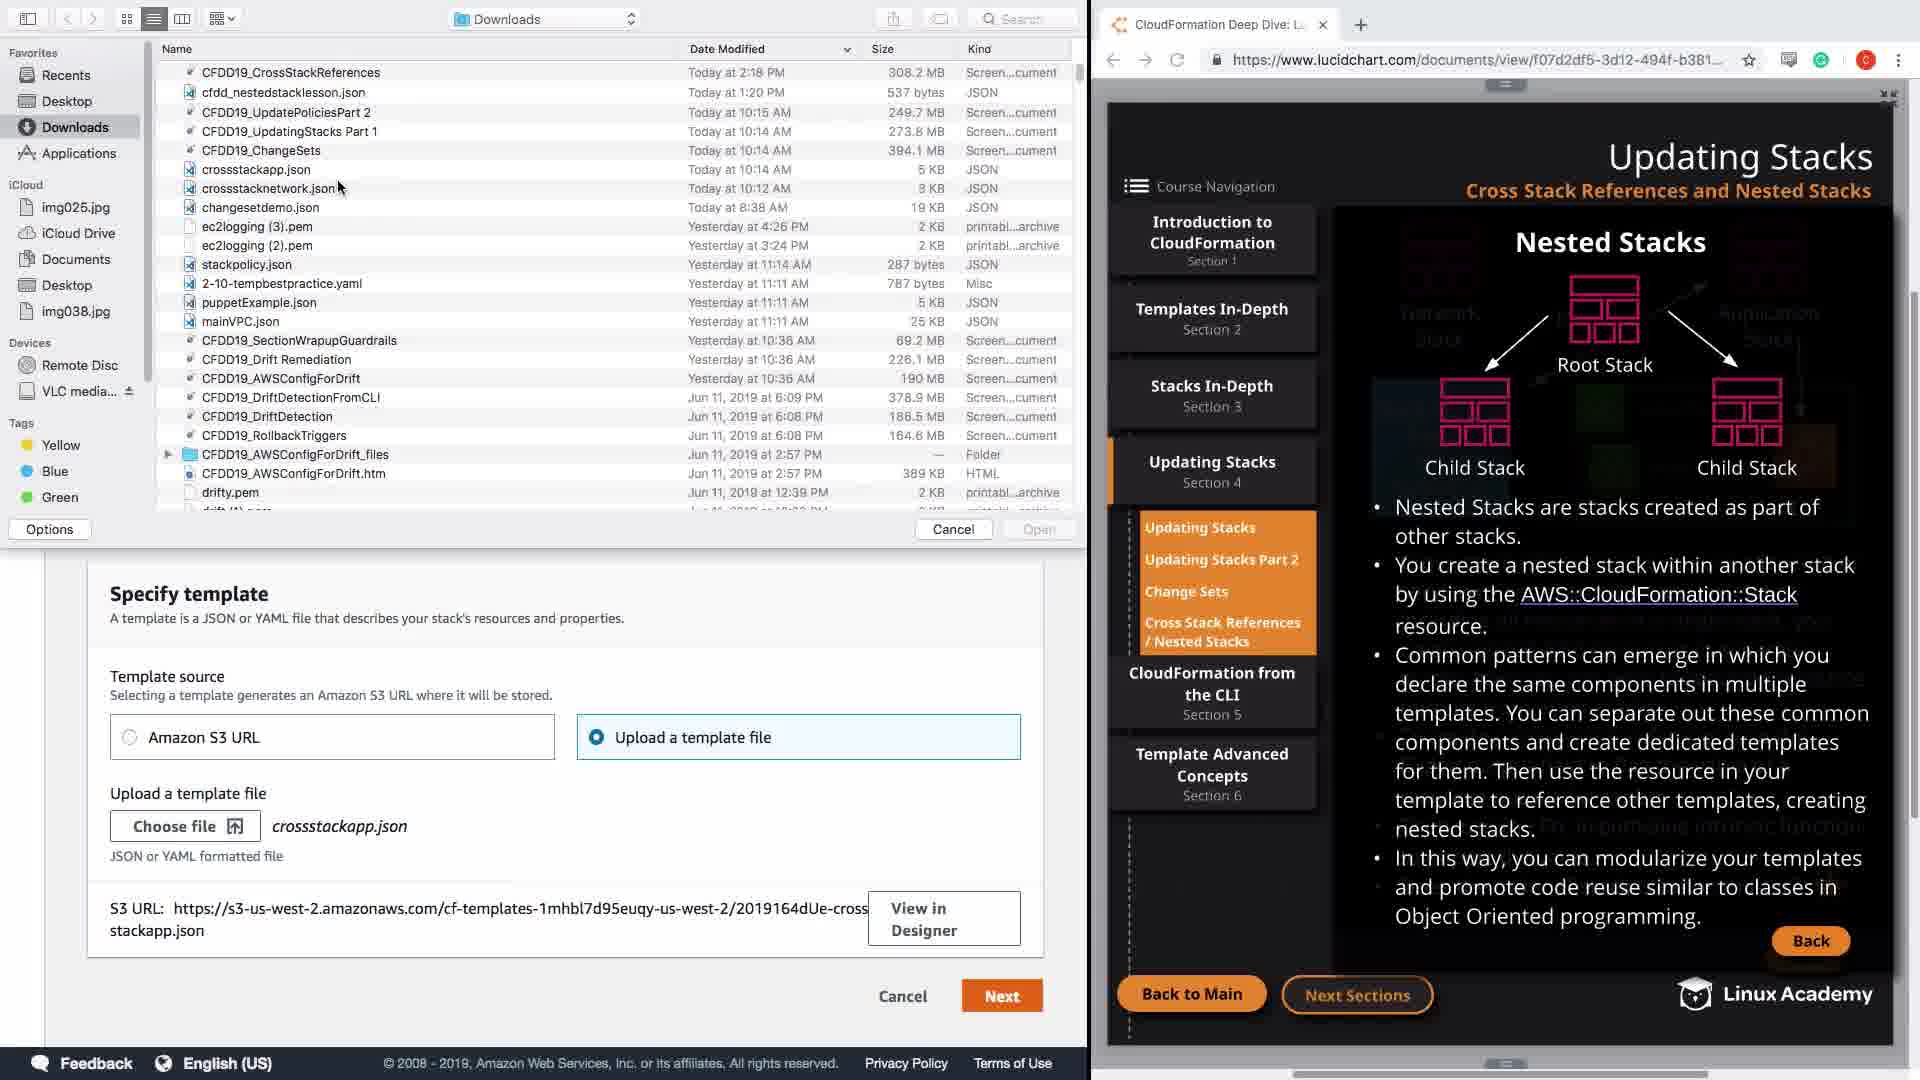 Downloads
Search
Favorites
Recents
Desktop
Downloads
Applications
iCloud
img025.jpg
iCloud Drive
Documents
Desktop
img038.jpg
Devices
Remote Disc
VLC media...
Tags
Yellow
Blue
Green
Name Date Modified Size Kind
CFDD19_CrossStackReferences Today at 2:18 PM 308.2 MB Screen...cument
cfdd_nestedstacklesson.json Today at 1:20 PM 537 bytes JSON
CFDD19_UpdatePoliciesPart 2 Today at 10:15 AM 249.7 MB Screen...cument
CFDD19_UpdatingStacks Part 1 Today at 10:14 AM 273.8 MB Screen...cument
CFDD19_ChangeSets Today at 10:14 AM 394.1 MB Screen...cument
crossstackapp.json Today at 10:14 AM 5 KB JSON
crossstacknetwork.json Today at 10:12 AM 3 KB JSON
changesetdemo.json Today at 8:38 AM 19 KB JSON
ec2logging (3).pem Yesterday at 4:26 PM 2 KB printabl...archive
ec2logging (2).pem Yesterday at 3:24 PM 2 KB printabl...archive
stackpolicy.json Yesterday at 11:14 AM 287 bytes JSON
2-10-tempbestpractice.yaml Yesterday at 11:11 AM 787 bytes Misc
puppetExample.json Yesterday at 11:11 AM 5 KB JSON
mainVPC.json Yesterday at 11:11 AM 25 KB JSON
CFDD19_SectionWrapupGuardrails Yesterday at 10:38 AM 69.2 MB Screen...cument
CFDD19_Drift Remediation Yesterday at 10:36 AM 226.1 MB Screen...cument
CFDD19_AWSConfigForDrift Yesterday at 10:36 AM 190 MB Screen...cument
CFDD19_DriftDetectionFromCLI Jun 11, 2019 at 6:09 PM 378.9 MB Screen...cument
CFDD19_DriftDetection Jun 11, 2019 at 6:08 PM 186.5 MB Screen...cument
CFDD19_RollbackTriggers Jun 11, 2019 at 6:08 PM 164.6 MB Screen...cument
CFDD19_AWSConfigForDrift_files Jun 11, 2019 at 2:57 PM — Folder
CFDD19_AWSConfigForDrift.htm Jun 11, 2019 at 2:57 PM 389 KB HTML
drifty.pem Jun 11, 2019 at 12:39 PM 2 KB printabl...archive
Options Cancel Open
Specify template
A template is a JSON or YAML file that describes your stack's resources and properties.
Template source
Selecting a template generates an Amazon S3 URL where it will be stored.
Amazon S3 URL
Upload a template file
Upload a template file
Choose file crossstackapp.json
JSON or YAML formatted file
S3 URL: https://s3-us-west-2.amazonaws.com/cf-templates-1mhbl7d95euqy-us-west-2/2019164dUe-cross
stackapp.json
View in
Designer
Cancel Next
Feedback English (US) © 2008 - 2019, Amazon Web Services, Inc. or its affiliates. All rights reserved. Privacy Policy Terms of Use
CloudFormation Deep Dive: L...
https://www.lucidchart.com/documents/view/f07d2df5-3d12-494f-b381...
C
Updating Stacks
Cross Stack References and Nested Stacks
Course Navigation
Introduction to
CloudFormation
Section 1
Templates In-Depth
Section 2
Stacks In-Depth
Section 3
Updating Stacks
Section 4
Updating Stacks
Updating Stacks Part 2
Change Sets
Cross Stack References
/ Nested Stacks
CloudFormation from
the CLI
Section 5
Template Advanced
Concepts
Section 6
Nested Stacks
Root Stack
Child Stack
Child Stack
• Nested Stacks are stacks created as part of
other stacks.
• You create a nested stack within another stack
by using the AWS::CloudFormation::Stack
resource.
• Common patterns can emerge in which you
declare the same components in multiple
templates. You can separate out these common
components and create dedicated templates
for them. Then use the resource in your
template to reference other templates, creating
nested stacks.
• In this way, you can modularize your templates
and promote code reuse similar to classes in
Object Oriented programming.
Back
Back to Main
Next Sections
Linux Academy